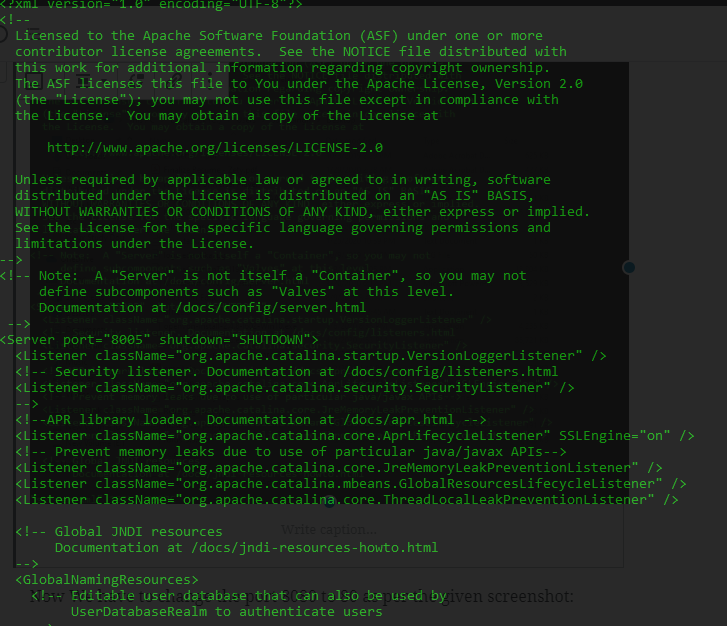 <?xml version="1.0" encoding="UTF-8"?>
<!--
Licensed to the Apache Software Foundation (ASF) under one or more
contributor license agreements.  See the NOTICE file distributed with
this work for additional information regarding copyright ownership.
The ASF licenses this file to You under the Apache License, Version 2.0
(the "License"); you may not use this file except in compliance with
the License.  You may obtain a copy of the License at
http://www.apache.org/licenses/LICENSE-2.0
Unless required by applicable law or agreed to in writing, software
distributed under the License is distributed on an "AS IS" BASIS,
WITHOUT WARRANTIES OR CONDITIONS OF ANY KIND, either express or implied.
See the License for the specific language governing permissions and
limitations under the License.
-->
<!-- Note:  A "Server" is not itself a "Container", so you may not
define subcomponents such as "Valves" at this level.
Documentation at /docs/config/server.html
-->
<Server port="8005" shutdown="SHUTDOWN">
<Listener className="org.apache.catalina.startup.VersionLoggerListener" />
<!-- Security listener. Documentation at /docs/config/listeners.html
<Listener className="org.apache.catalina.security.SecurityListener" />
-->
<!--APR library loader. Documentation at /docs/apr.html -->
<Listener className="org.apache.catalina.core.AprLifecycleListener" SSLEngine="on" />
<!-- Prevent memory leaks due to use of particular java/javax APIs-->
<Listener className="org.apache.catalina.core.JreMemoryLeakPreventionListener" />
<Listener className="org.apache.catalina.mbeans.GlobalResourcesLifecycleListener" />
<Listener className="org.apache.catalina.core.ThreadLocalLeakPreventionListener" />
Write caption...
<!-- Global JNDI resources
Documentation at /docs/jndi-resources-howto.html
-->
<GlobalNamingResources>
<!-- Editable user database that can also be used by
given screenshot:
UserDatabaseRealm to authenticate users